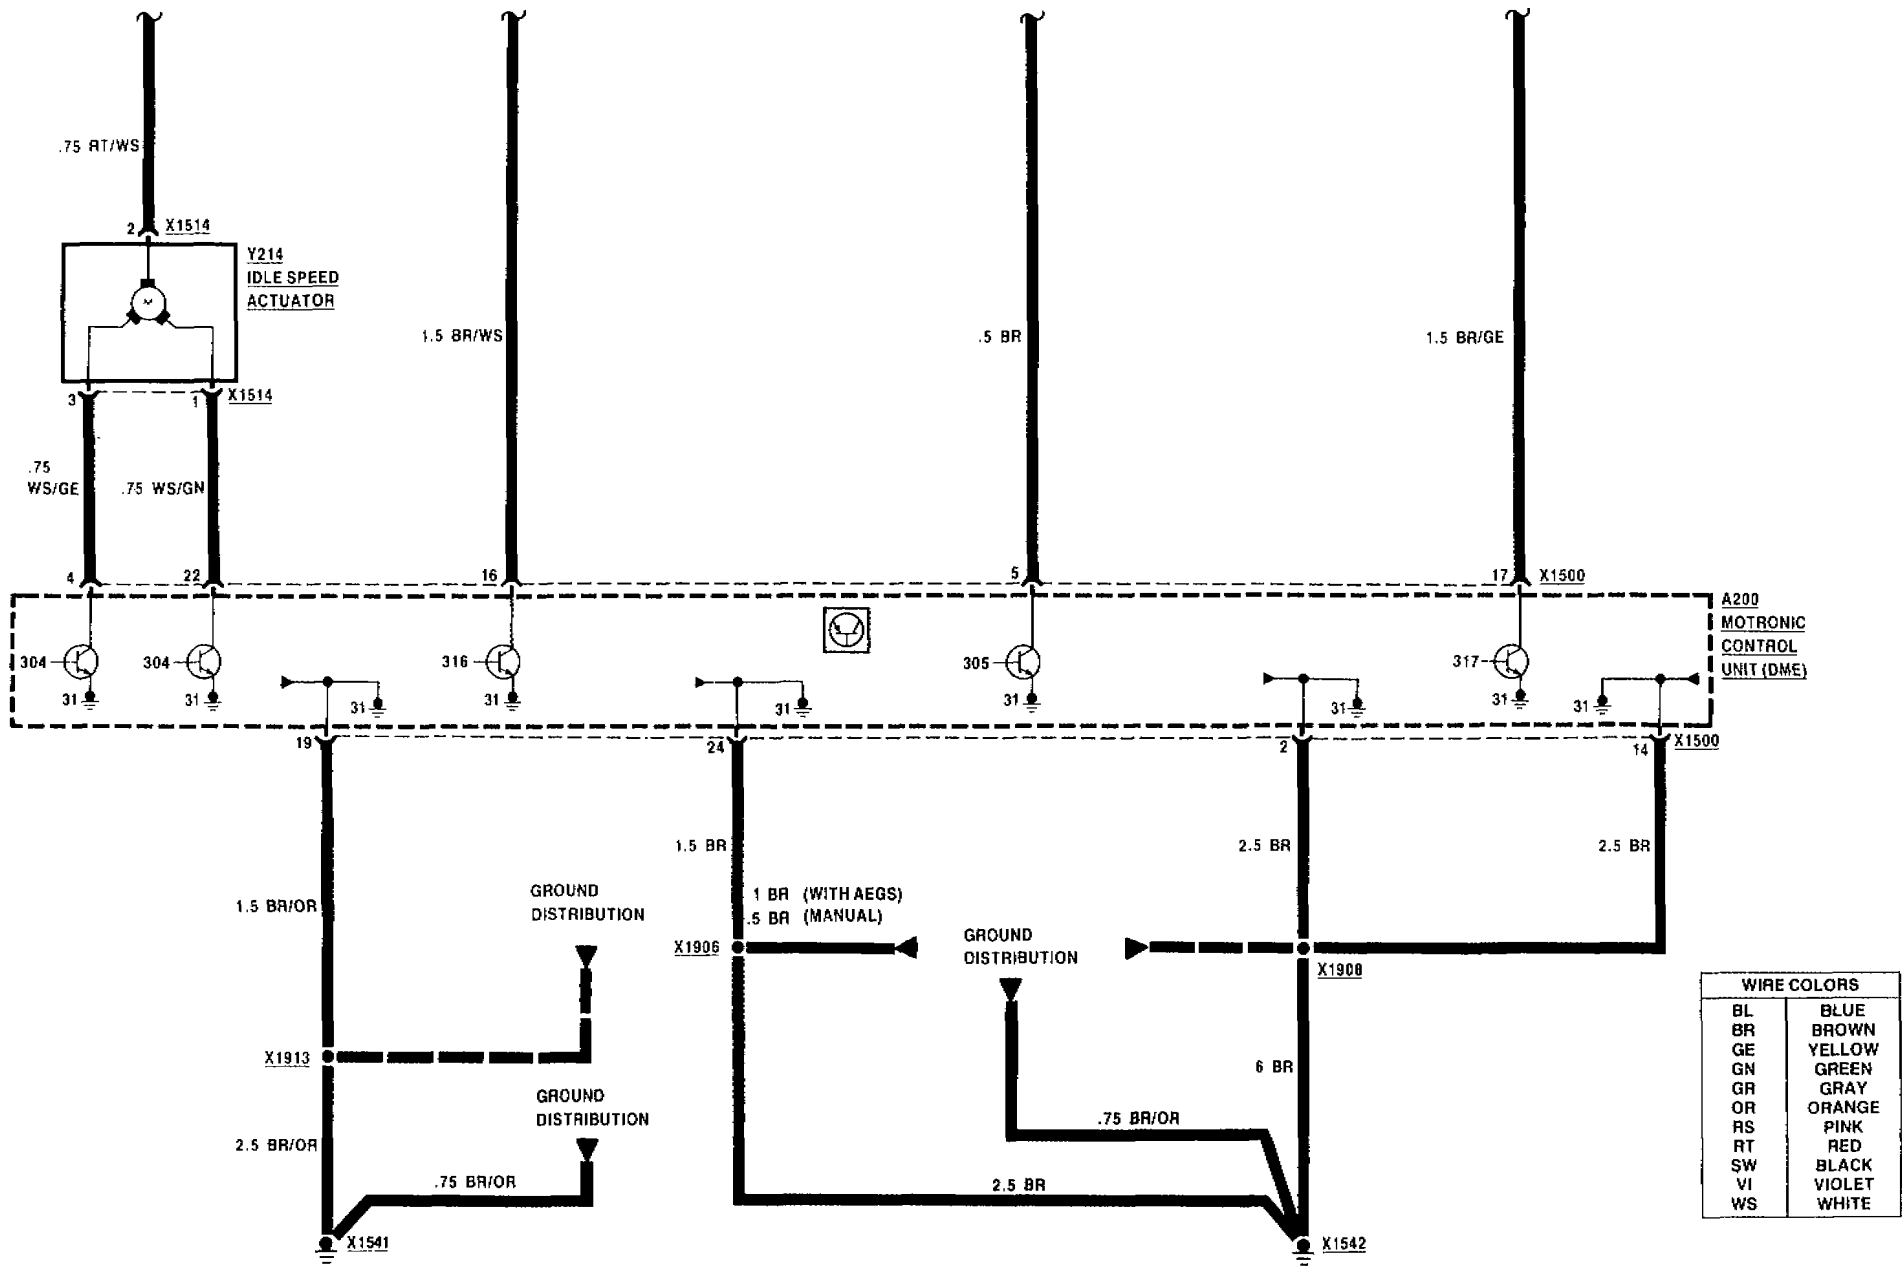 .75 RT/WS
2 X1514
Y214
IDLE SPEED
ACTUATOR
M
1.5 BR/WS
.5 BR
1.5 BR/GE
3 1 X1514
.75
WS/GE
.75 WS/GN
4 22 16 5 17 X1500
A200
MOTRONIC
CONTROL
UNIT (DME)
304 304 316 305 317
31 31 31 31 31 31 31 31 31
19 24 2 14 X1500
1.5 BR 2.5 BR 2.5 BR
1.5 BR/OR
GROUND
DISTRIBUTION
1 BR (WITH AEGS)
.5 BR (MANUAL)
X1906
GROUND
DISTRIBUTION
X1908
X1913
6 BR
GROUND
DISTRIBUTION
.75 BR/OR
2.5 BR/OR
.75 BR/OR
2.5 BR
X1541
X1542
WIRE COLORS
BL BLUE
BR BROWN
GE YELLOW
GN GREEN
GR GRAY
OR ORANGE
RS PINK
RT RED
SW BLACK
VI VIOLET
WS WHITE